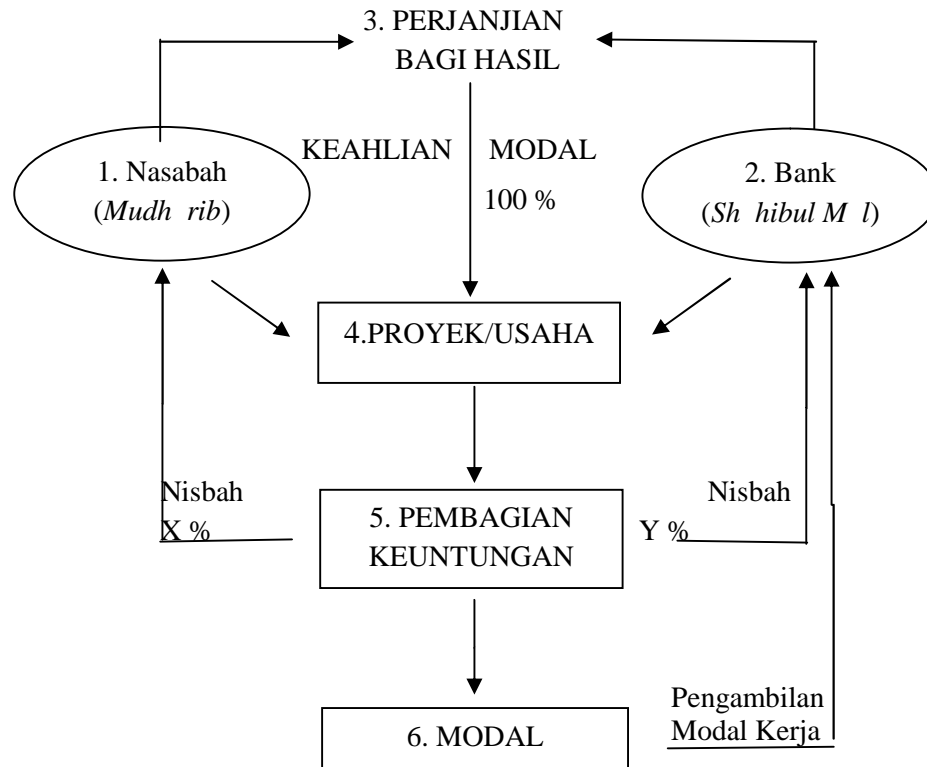 3. PERJANJIAN
BAGI HASIL
KEAHLIAN
MODAL
100 %
1. Nasabah
(Mudh rib)
2. Bank
(Sh hibul M l)
4.PROYEK/USAHA
Nisbah
X %
5. PEMBAGIAN
KEUNTUNGAN
Nisbah
Y %
6. MODAL
Pengambilan
Modal Kerja